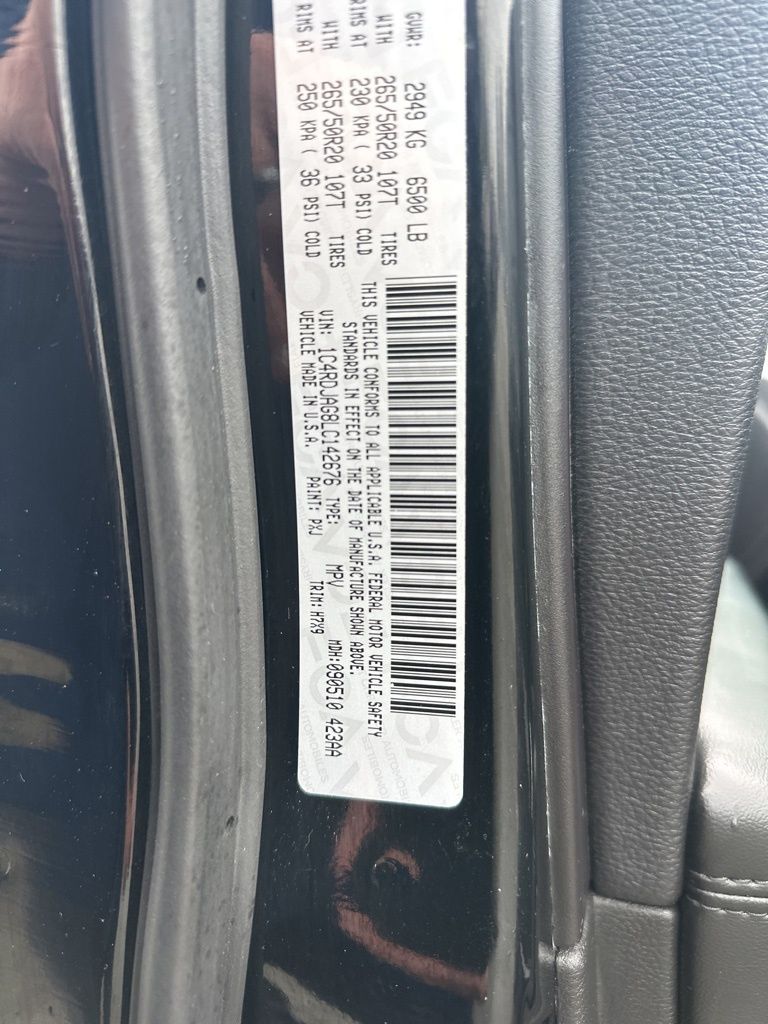 GVWR: 2949 KG 6500 LB
WITH 265/50R20 107T TIRES
RIMS AT 230 KPA ( 33 PSI) COLD
WITH 265/50R20 107T TIRES
RIMS AT 250 KPA ( 36 PSI) COLD
THIS VEHICLE CONFORMS TO ALL APPLICABLE U.S.A. FEDERAL MOTOR VEHICLE SAFETY
STANDARDS IN EFFECT ON THE DATE OF MANUFACTURE SHOWN ABOVE.
VIN: 1C4RDJAG8LC142676 TYPE: MPV MDH:090510 423AA
VEHICLE MADE IN U.S.A. PAINT: PXJ TRIM: H7X9